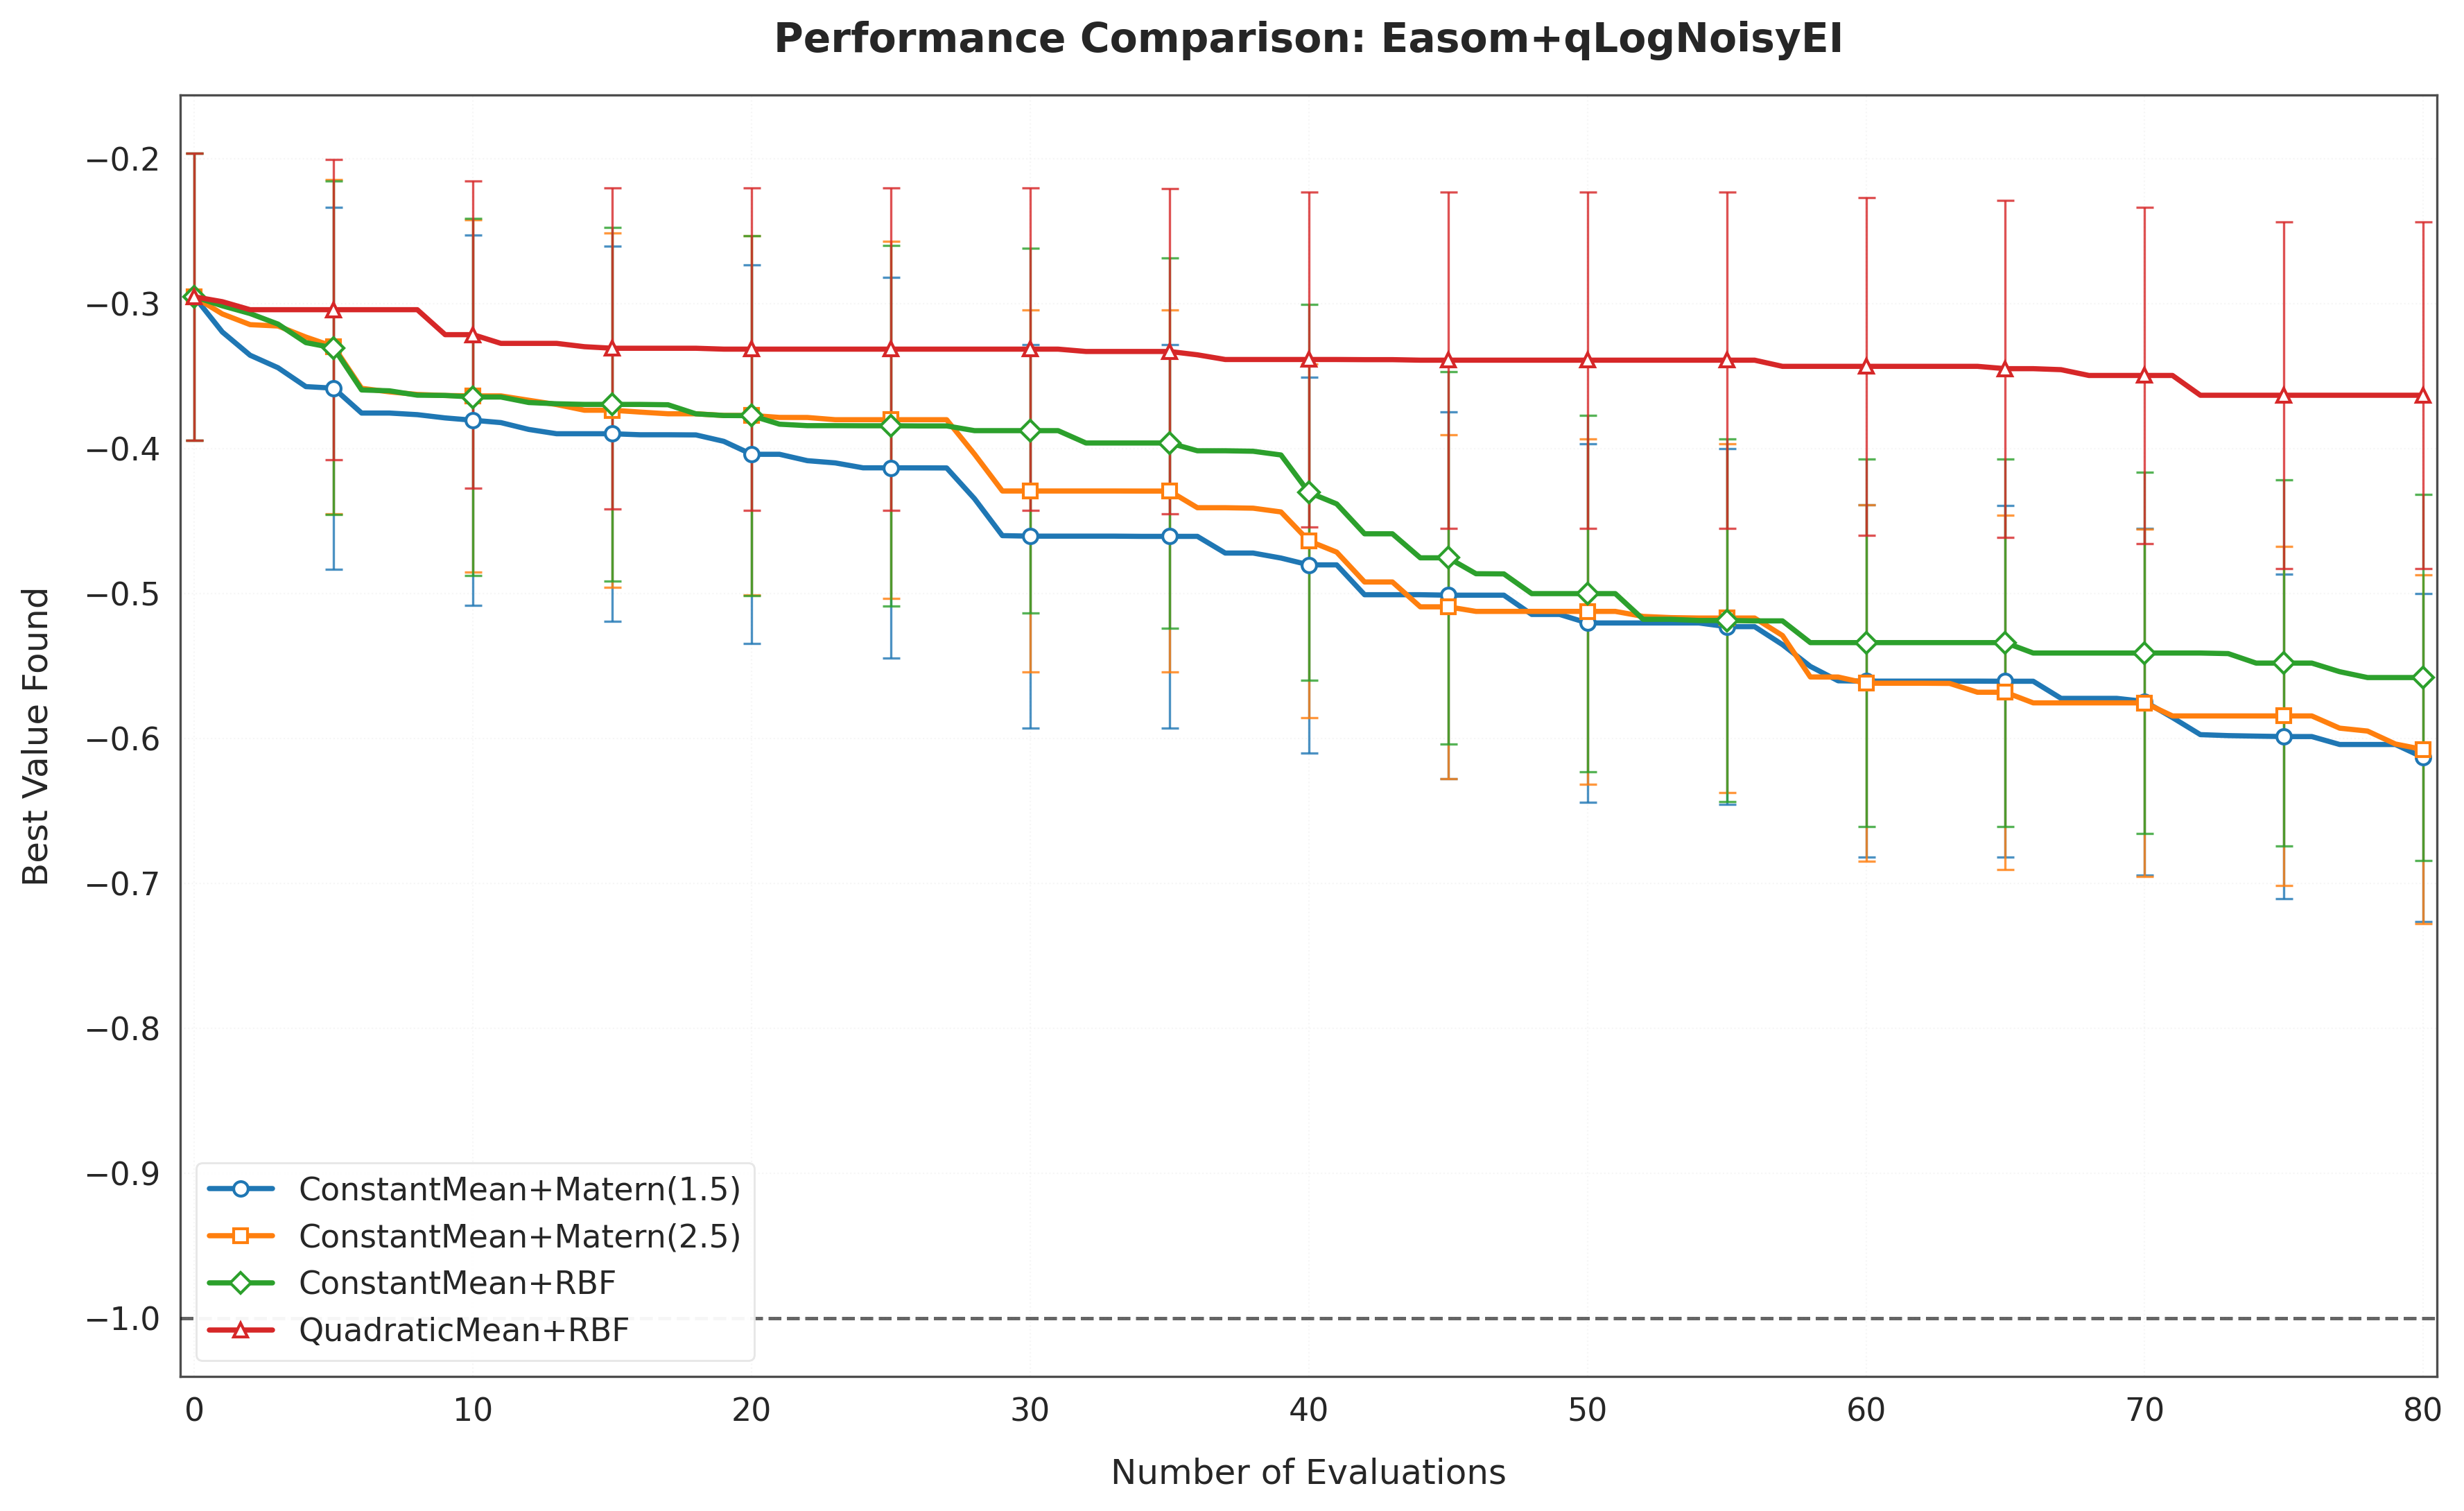 Performance Comparison: Easom+qLogNoisyEI
Best Value Found
−0.2
−0.3
−0.4
−0.5
−0.6
−0.7
−0.8
−0.9
−1.0
ConstantMean+Matern(1.5)
ConstantMean+Matern(2.5)
ConstantMean+RBF
QuadraticMean+RBF
0 10 20 30 40 50 60 70 80
Number of Evaluations